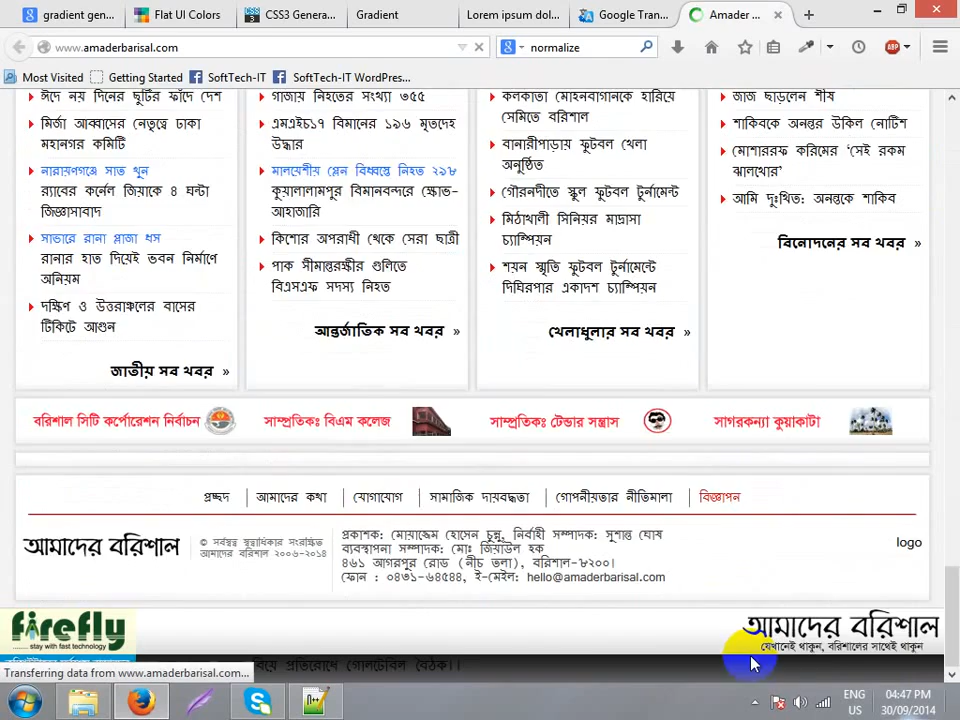 gradient gen...
Flat UI Colors
CSS3 Genera...
Gradient
Lorem ipsum dol...
Google Tran...
Amader ...
www.amaderbarisal.com
normalize
Most Visited
Getting Started
SoftTech-IT
SoftTech-IT WordPres...
ঈদে নয় দিনের ছুটির ফাঁদে দেশ
মির্জা আব্বাসের নেতৃত্বে ঢাকা
মহানগর কমিটি
নারায়ণগঞ্জে সাত খুন
র‍্যাবের কর্নেল জিয়াকে ৪ ঘন্টা
জিজ্ঞাসাবাদ
সাভারে রানা প্লাজা ধস
রানার হাত দিয়েই ভবন নির্মাণে
অনিয়ম
দক্ষিণ ও উত্তরাঞ্চলের বাসের
টিকিটে আগুন
জাতীয় সব খবর »
গাজায় নিহতের সংখ্যা ৩৫৫
এমএইচ১৭ বিমানের ১৯৬ মৃতদেহ
উদ্ধার
মালয়েশীয় প্লেন বিধ্বস্তে নিহত ২৯৮
কুয়ালালামপুর বিমানবন্দরে ক্ষোভ-
আহাজারি
কিশোর অপরাধী থেকে সেরা ছাত্রী
পাক সীমান্তরক্ষীর গুলিতে
বিএসএফ সদস্য নিহত
আন্তর্জাতিক সব খবর »
কলকাতা মোহনবাগানকে হারিয়ে
সেমিতে বরিশাল
বানারীপাড়ায় ফুটবল খেলা
অনুষ্ঠিত
গৌরনদীতে স্কুল ফুটবল টুর্নামেন্ট
মিঠাখালী সিনিয়র মাদ্রাসা
চ্যাম্পিয়ন
শয়ন স্মৃতি ফুটবল টুর্নামেন্টে
দিঘিরপার একাদশ চ্যাম্পিয়ন
খেলাধুলার সব খবর »
জজ ছাড়লেন শীষ
শাকিবকে অনন্তর উকিল নোটিশ
মোশাররফ করিমের ‘সেই রকম
ঝালখোর’
আমি দুঃখিত: অনন্তকে শাকিব
বিনোদনের সব খবর »
বরিশাল সিটি কর্পোরেশন নির্বাচন
সাম্প্রতিকঃ বিএম কলেজ
সাম্প্রতিকঃ টেন্ডার সন্ত্রাস
সাগরকন্যা কুয়াকাটা
প্রচ্ছদ
আমাদের কথা
যোগাযোগ
সামাজিক দায়বদ্ধতা
গোপনীয়তার নীতিমালা
বিজ্ঞাপন
আমাদের বরিশাল
© সর্বস্বত্ব স্বত্বাধিকার সংরক্ষিত
আমাদের বরিশাল ২০০৬-২০১৪
প্রকাশক: মোয়াজ্জেম হোসেন চুন্নু, নির্বাহী সম্পাদক: সুশান্ত ঘোষ
ব্যবস্থাপনা সম্পাদক: মোঃ জিয়াউল হক
৪৬১ আগরপুর রোড (নীচ তলা), বরিশাল-৮২০০।
ফোন : ০৪৩১-৬৪৫৪৪, ই-মেইল: hello@amaderbarisal.com
logo
firefly
..... stay with fast technology
আমাদের বরিশাল
যেখানেই থাকুন, বরিশালের সাথেই থাকুন
প্রতিরোধে গোলটেবিল বৈঠক।।
Transferring data from www.amaderbarisal.com...
ENG
US
04:47 PM
30/09/2014